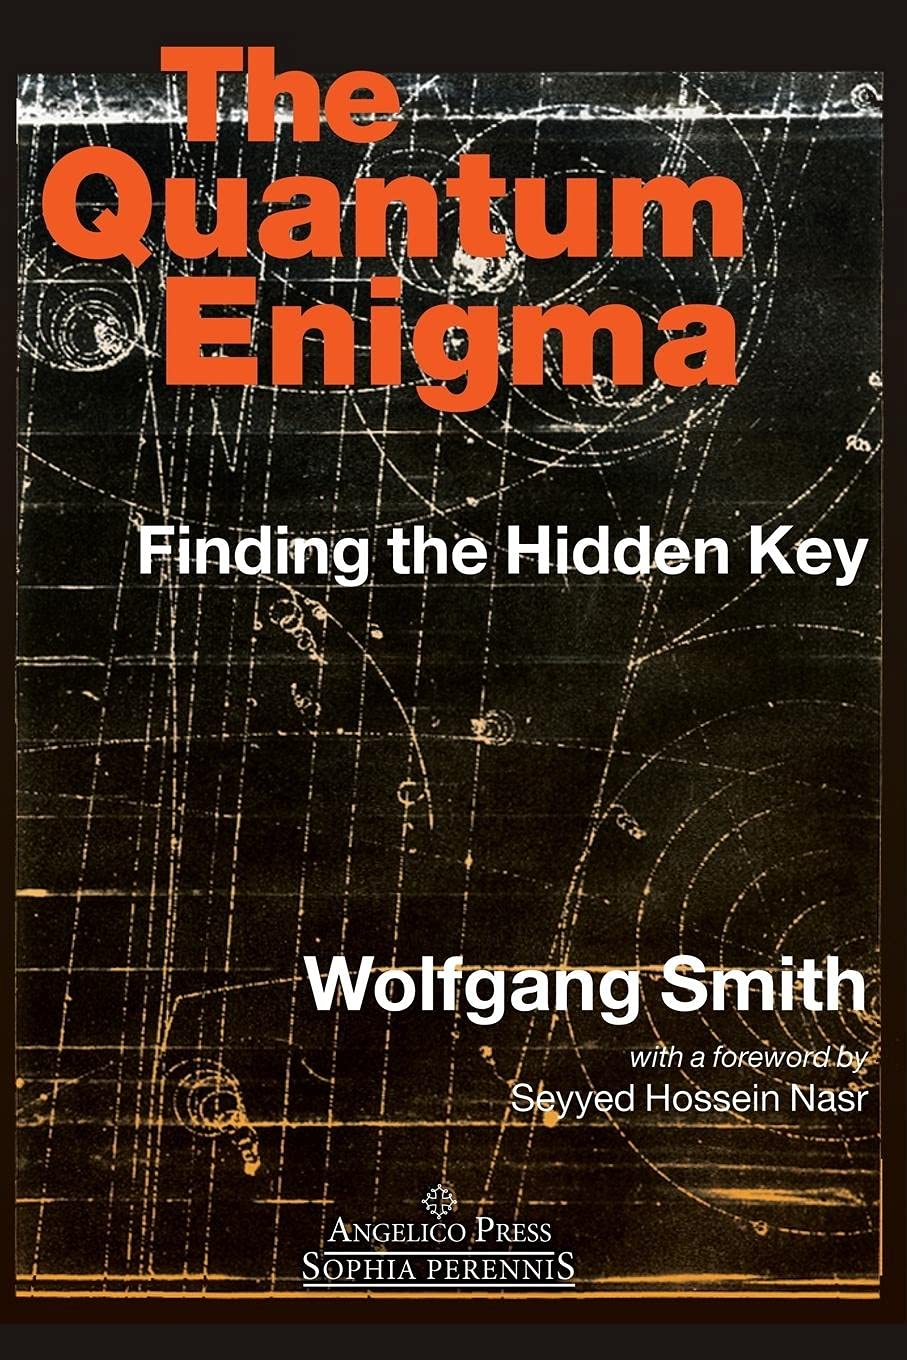 The
Quantum
Enigma
Finding the Hidden Key
Wolfgang Smith
with a foreword by
Seyyed Hossein Nasr
ANGELICO PRESS
SOPHIA PERENNIS